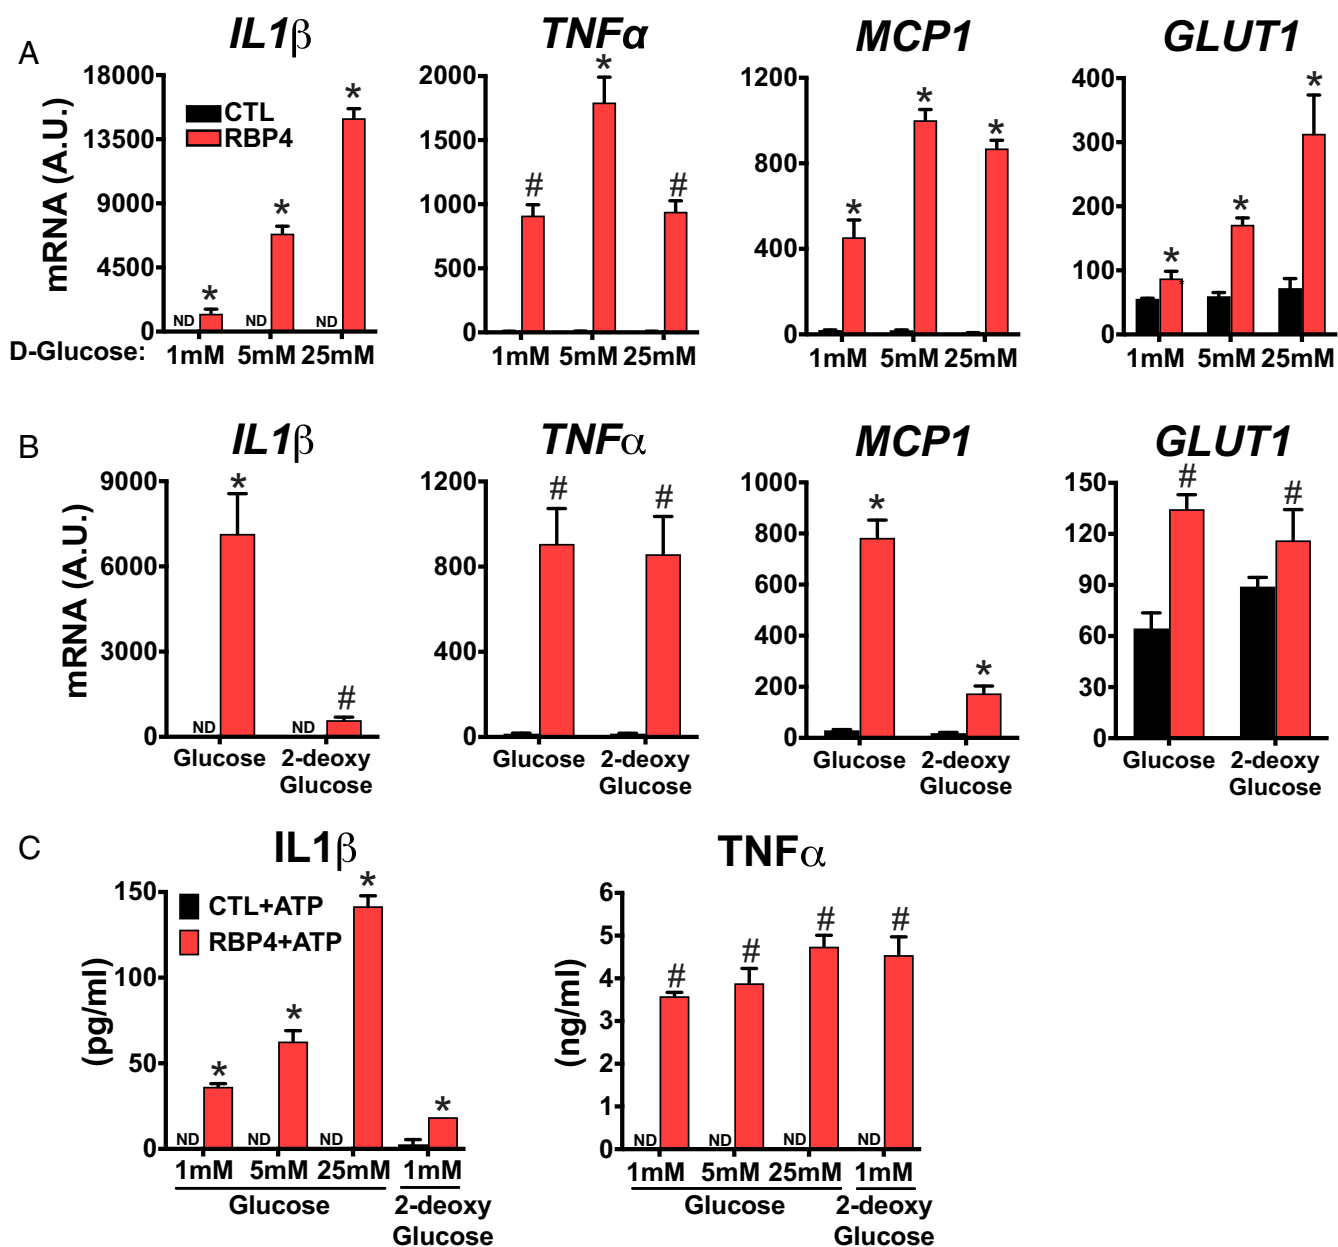 A
IL1β
TNFα
MCP1
GLUT1
mRNA (A.U.)
18000
13500
9000
4500
0
CTL
RBP4
* * *
ND ND ND
D-Glucose: 1mM 5mM 25mM
2000
1500
1000
500
0
# * #
1mM 5mM 25mM
1200
800
400
0
* * *
1mM 5mM 25mM
400
300
200
100
0
* * *
1mM 5mM 25mM
B
IL1β
TNFα
MCP1
GLUT1
mRNA (A.U.)
9000
6000
3000
0
* #
ND ND
Glucose 2-deoxy
Glucose
1200
800
400
0
# #
Glucose 2-deoxy
Glucose
1000
800
600
400
200
0
* *
Glucose 2-deoxy
Glucose
150
120
90
60
30
0
# #
Glucose 2-deoxy
Glucose
C
IL1β
(pg/ml)
150
100
50
0
CTL+ATP
RBP4+ATP
* * * *
ND ND ND
1mM 5mM 25mM 1mM
Glucose 2-deoxy
Glucose
TNFα
(ng/ml)
6
5
4
3
2
1
0
# # # #
ND ND ND ND
1mM 5mM 25mM 1mM
Glucose 2-deoxy
Glucose